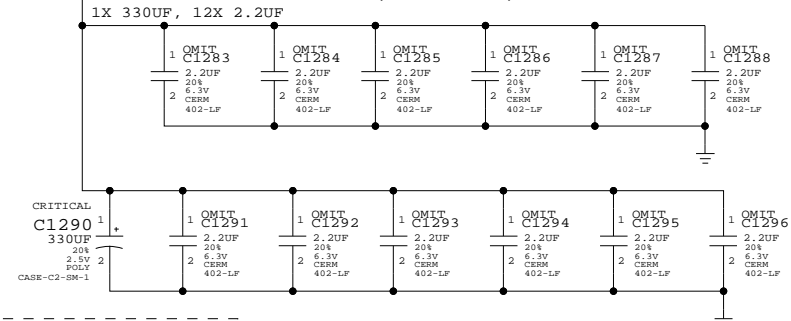 1X 330UF, 12X 2.2UF
1 OMIT
C1283
2.2UF
20%
6.3V
2 CERM
402-LF
1 OMIT
C1284
2.2UF
20%
6.3V
2 CERM
402-LF
1 OMIT
C1285
2.2UF
20%
6.3V
2 CERM
402-LF
1 OMIT
C1286
2.2UF
20%
6.3V
2 CERM
402-LF
1 OMIT
C1287
2.2UF
20%
6.3V
2 CERM
402-LF
1 OMIT
C1288
2.2UF
20%
6.3V
2 CERM
402-LF
CRITICAL
C1290 1
+
330UF
20%
2.5V
POLY 2
CASE-C2-SM-1
1 OMIT
C1291
2.2UF
20%
6.3V
2 CERM
402-LF
1 OMIT
C1292
2.2UF
20%
6.3V
2 CERM
402-LF
1 OMIT
C1293
2.2UF
20%
6.3V
2 CERM
402-LF
1 OMIT
C1294
2.2UF
20%
6.3V
2 CERM
402-LF
1 OMIT
C1295
2.2UF
20%
6.3V
2 CERM
402-LF
1 OMIT
C1296
2.2UF
20%
6.3V
2 CERM
402-LF